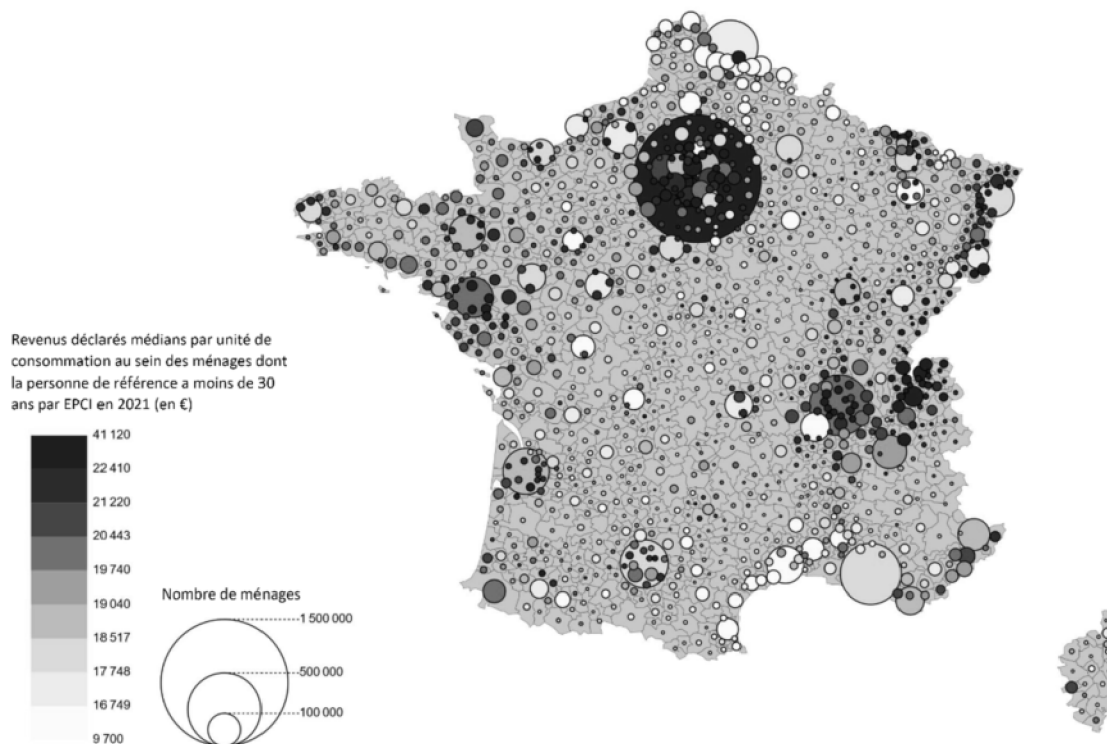 Revenus déclarés médians par unité de
consommation au sein des ménages dont
la personne de référence a moins de 30
ans par EPCI en 2021 (en €)
41 120
22 410
21 220
20 443
19 740
19 040
18 517
17 748
16 749
9 700
Nombre de ménages
1 500 000
500 000
100 000